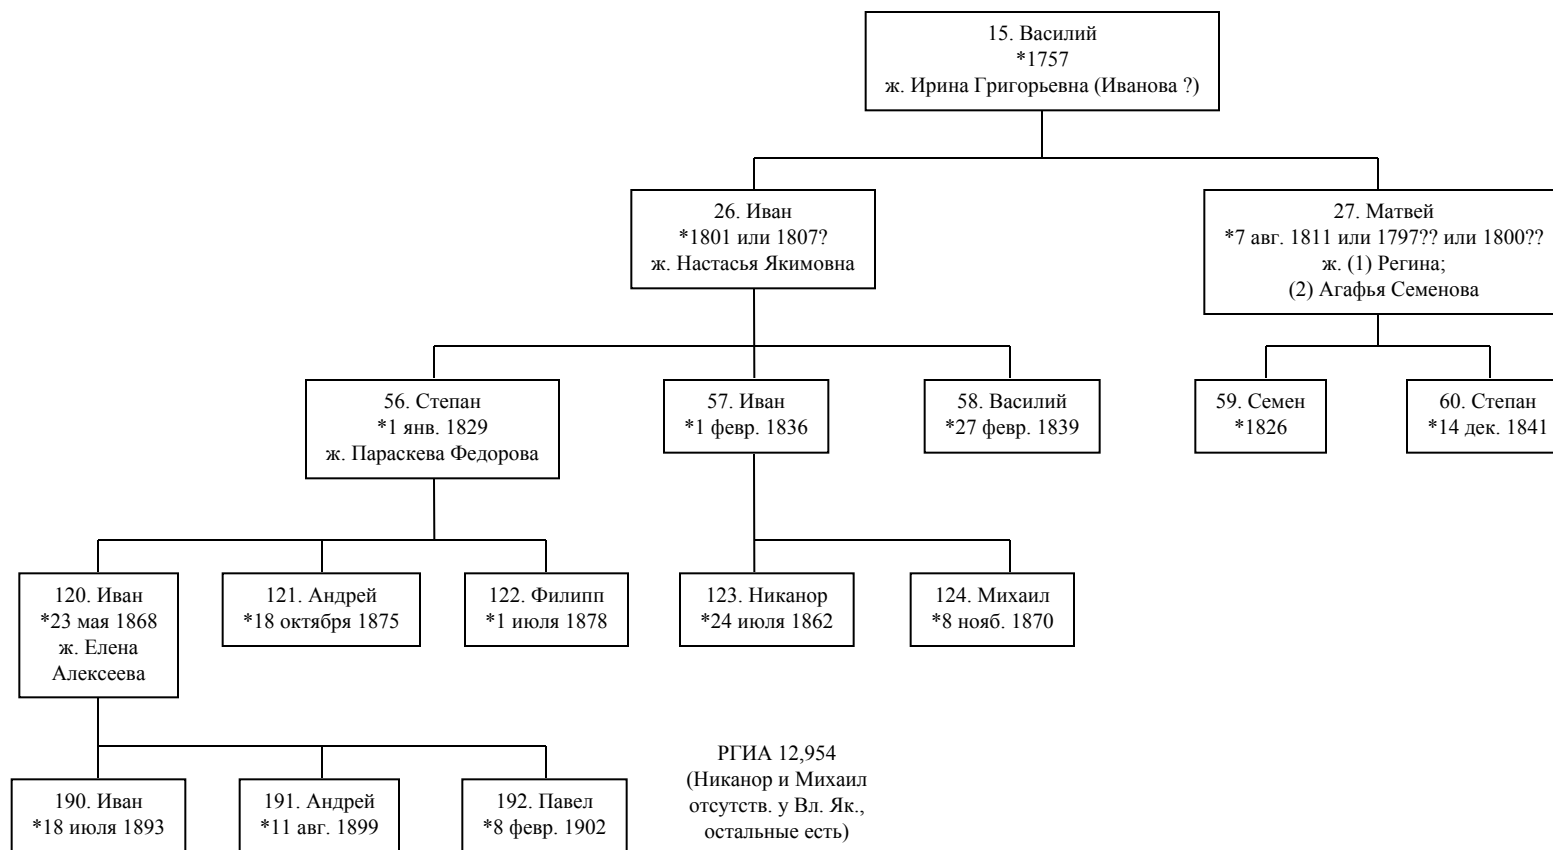 15. Василий
*1757
ж. Ирина Григорьевна (Иванова ?)
26. Иван
*1801 или 1807?
ж. Настасья Якимовна
27. Матвей
*7 авг. 1811 или 1797?? или 1800??
ж. (1) Регина;
(2) Агафья Семенова
56. Степан
*1 янв. 1829
ж. Параскева Федорова
57. Иван
*1 февр. 1836
58. Василий
*27 февр. 1839
59. Семен
*1826
60. Степан
*14 дек. 1841
120. Иван
*23 мая 1868
ж. Елена
Алексеева
121. Андрей
*18 октября 1875
122. Филипп
*1 июля 1878
123. Никанор
*24 июля 1862
124. Михаил
*8 нояб. 1870
190. Иван
*18 июля 1893
191. Андрей
*11 авг. 1899
192. Павел
*8 февр. 1902
РГИА 12,954
(Никанор и Михаил
отсутств. у Вл. Як.,
остальные есть)